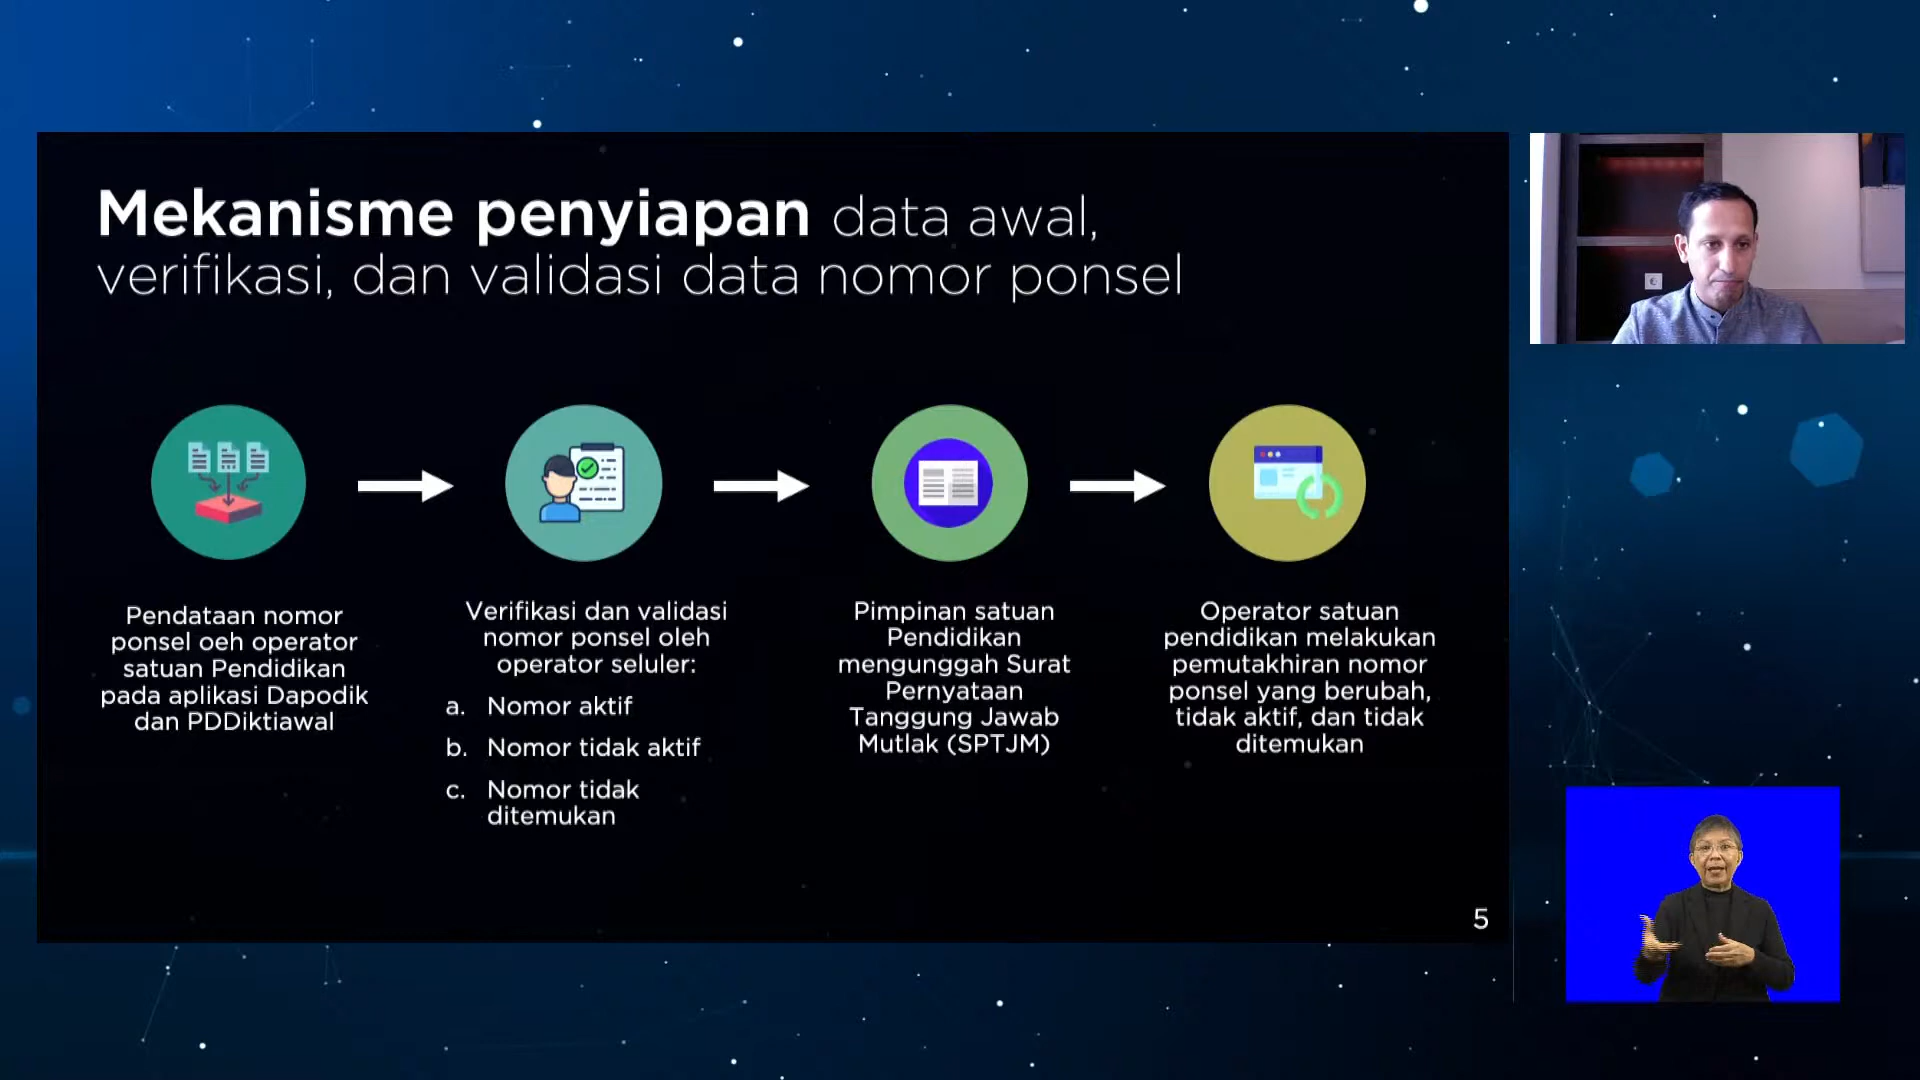 Mekanisme penyiapan data awal,
verifikasi, dan validasi data nomor ponsel
Pendataan nomor
ponsel oeh operator
satuan Pendidikan
pada aplikasi Dapodik
dan PDDiktiawal
Verifikasi dan validasi
nomor ponsel oleh
operator seluler:
a. Nomor aktif
b. Nomor tidak aktif
c. Nomor tidak
ditemukan
Pimpinan satuan
Pendidikan
mengunggah Surat
Pernyataan
Tanggung Jawab
Mutlak (SPTJM)
Operator satuan
pendidikan melakukan
pemutakhiran nomor
ponsel yang berubah,
tidak aktif, dan tidak
ditemukan
5